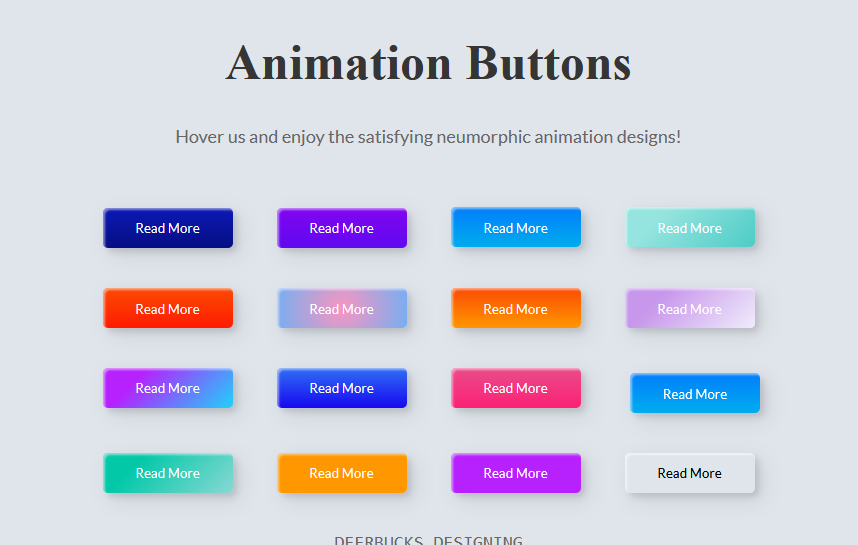 Animation Buttons
Hover us and enjoy the satisfying neumorphic animation designs!
Read More Read More Read More Read More
Read More Read More Read More Read More
Read More Read More Read More Read More
Read More Read More Read More Read More
DEERBUCKS DESIGNING